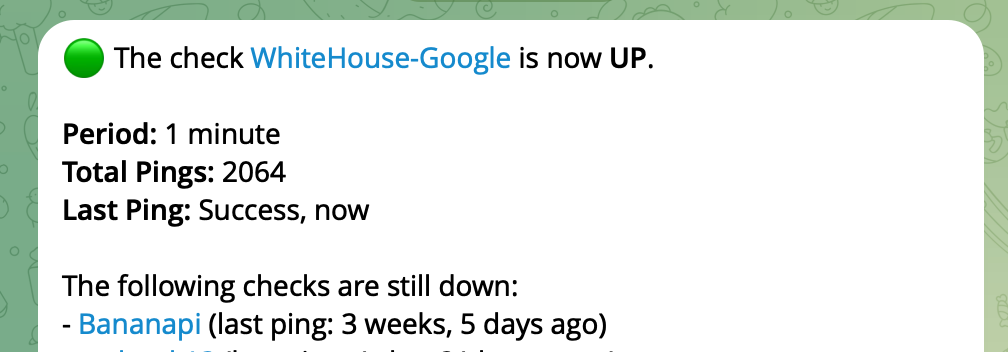 The check WhiteHouse-Google is now UP.
Period: 1 minute
Total Pings: 2064
Last Ping: Success, now
The following checks are still down:
- Bananapi (last ping: 3 weeks, 5 days ago)